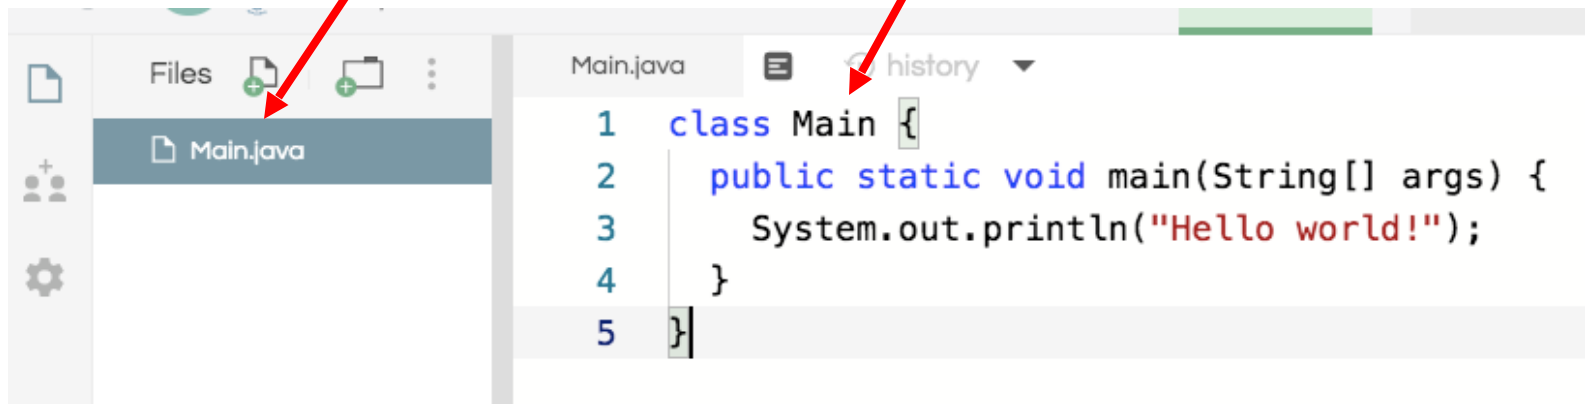 Files
Main.java
Main.java history
1 class Main {
2   public static void main(String[] args) {
3     System.out.println("Hello world!");
4   }
5 }